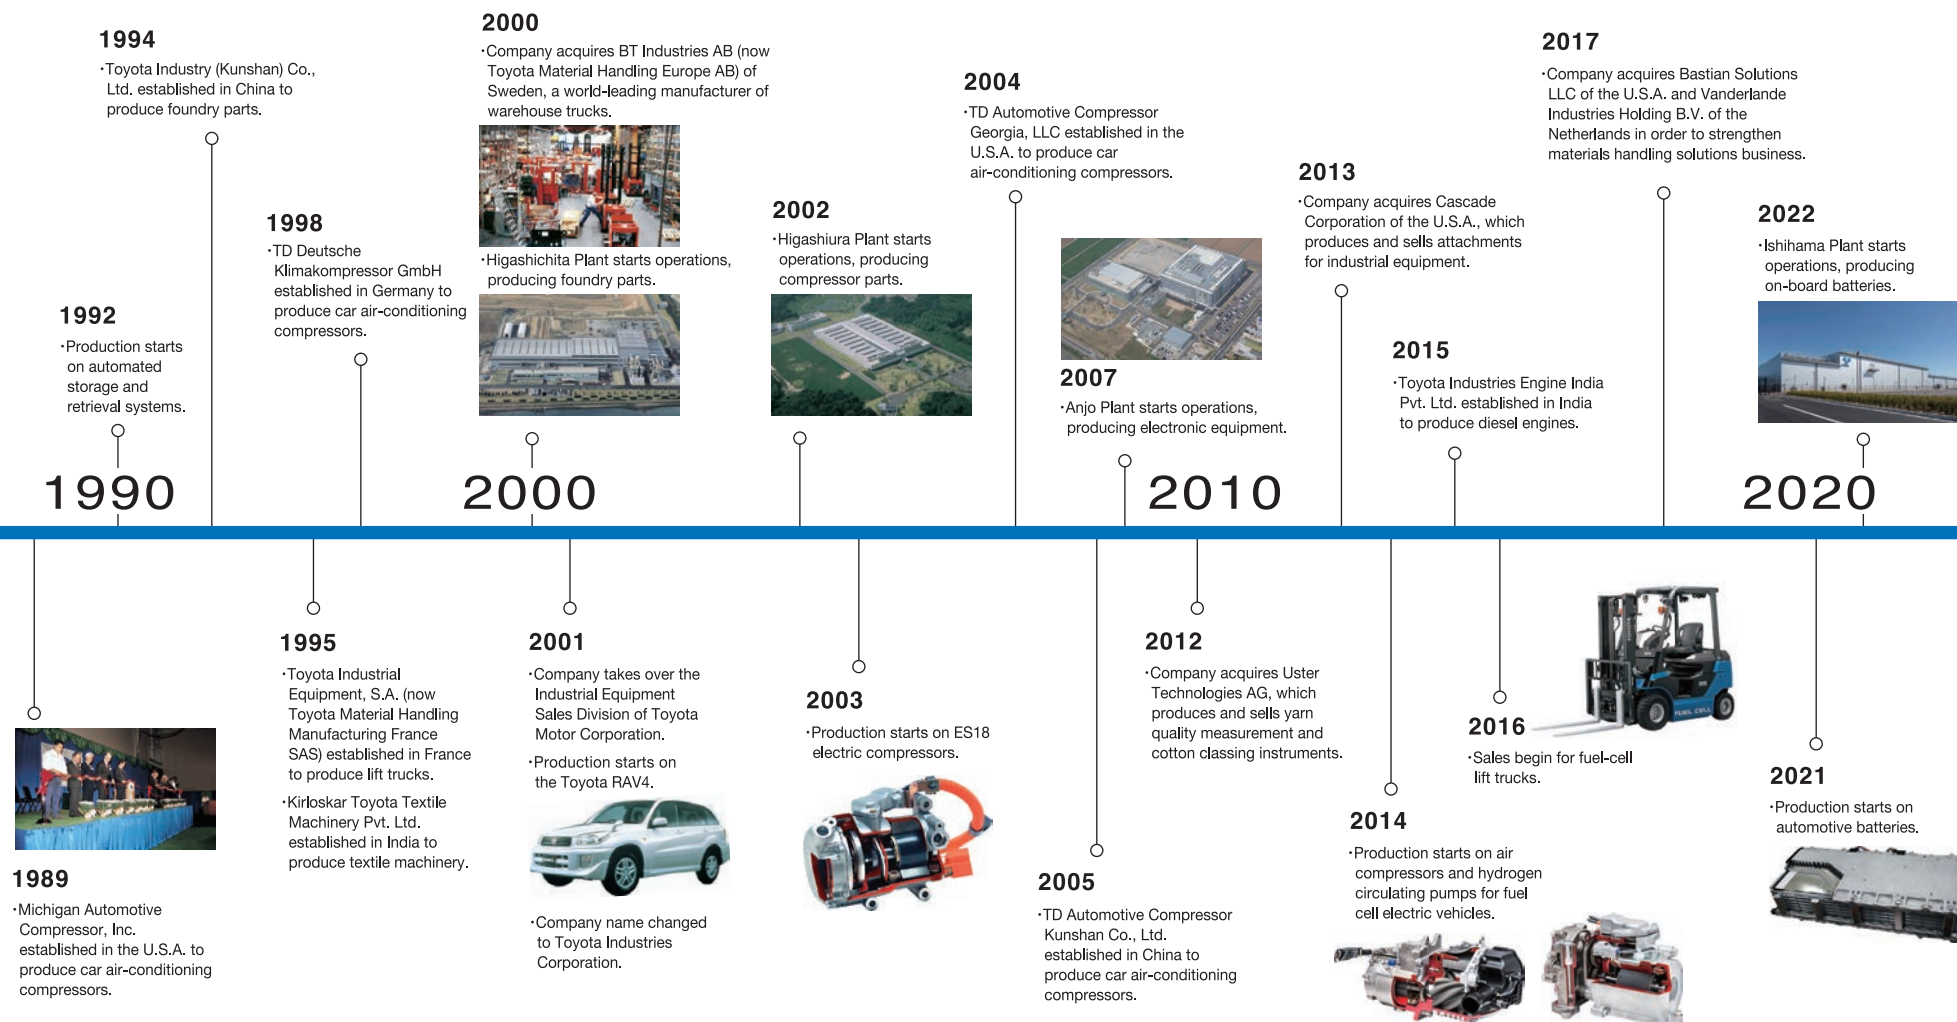 1994
·Toyota Industry (Kunshan) Co.,
Ltd. established in China to
produce foundry parts.
1998
·TD Deutsche
Klimakompressor GmbH
established in Germany to
produce car air-conditioning
compressors.
1992
·Production starts
on automated
storage and
retrieval systems.
2000
·Company acquires BT Industries AB (now
Toyota Material Handling Europe AB) of
Sweden, a world-leading manufacturer of
warehouse trucks.
·Higashichita Plant starts operations,
producing foundry parts.
2002
·Higashiura Plant starts
operations, producing
compressor parts.
2004
·TD Automotive Compressor
Georgia, LLC established in the
U.S.A. to produce car
air-conditioning compressors.
2007
·Anjo Plant starts operations,
producing electronic equipment.
2013
·Company acquires Cascade
Corporation of the U.S.A., which
produces and sells attachments
for industrial equipment.
2015
·Toyota Industries Engine India
Pvt. Ltd. established in India
to produce diesel engines.
2017
·Company acquires Bastian Solutions
LLC of the U.S.A. and Vanderlande
Industries Holding B.V. of the
Netherlands in order to strengthen
materials handling solutions business.
2022
·Ishihama Plant starts
operations, producing
on-board batteries.
1990
2000
2010
2020
1989
·Michigan Automotive
Compressor, Inc.
established in the U.S.A. to
produce car air-conditioning
compressors.
1995
·Toyota Industrial
Equipment, S.A. (now
Toyota Material Handling
Manufacturing France
SAS) established in France
to produce lift trucks.
·Kirloskar Toyota Textile
Machinery Pvt. Ltd.
established in India to
produce textile machinery.
2001
·Company takes over the
Industrial Equipment
Sales Division of Toyota
Motor Corporation.
·Production starts on
the Toyota RAV4.
·Company name changed
to Toyota Industries
Corporation.
2003
·Production starts on ES18
electric compressors.
2005
·TD Automotive Compressor
Kunshan Co., Ltd.
established in China to
produce car air-conditioning
compressors.
2012
·Company acquires Uster
Technologies AG, which
produces and sells yarn
quality measurement and
cotton classing instruments.
2014
·Production starts on air
compressors and hydrogen
circulating pumps for fuel
cell electric vehicles.
2016
·Sales begin for fuel-cell
lift trucks.
FUEL CELL
2021
·Production starts on
automotive batteries.